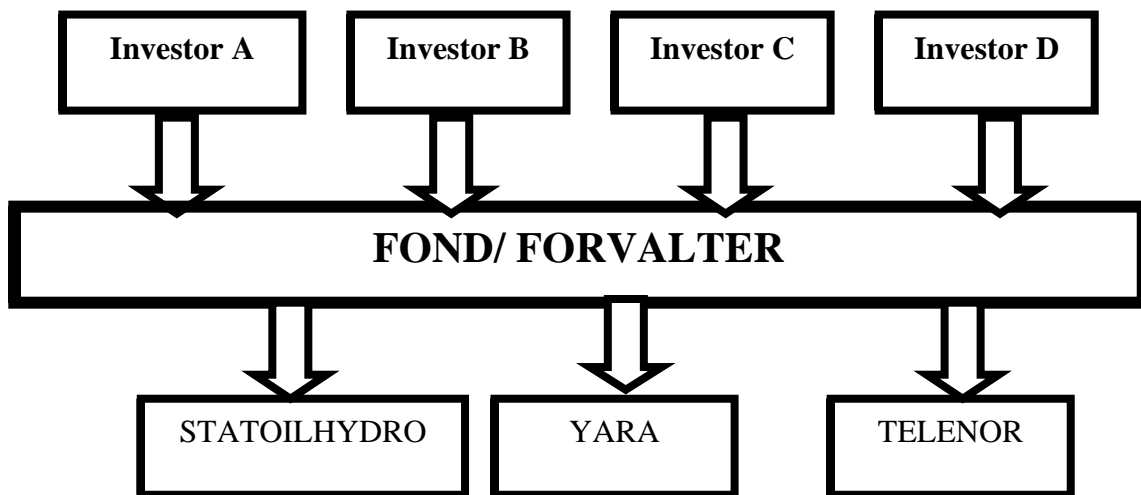 Investor A
Investor B
Investor C
Investor D
FOND/ FORVALTER
STATOILHYDRO
YARA
TELENOR